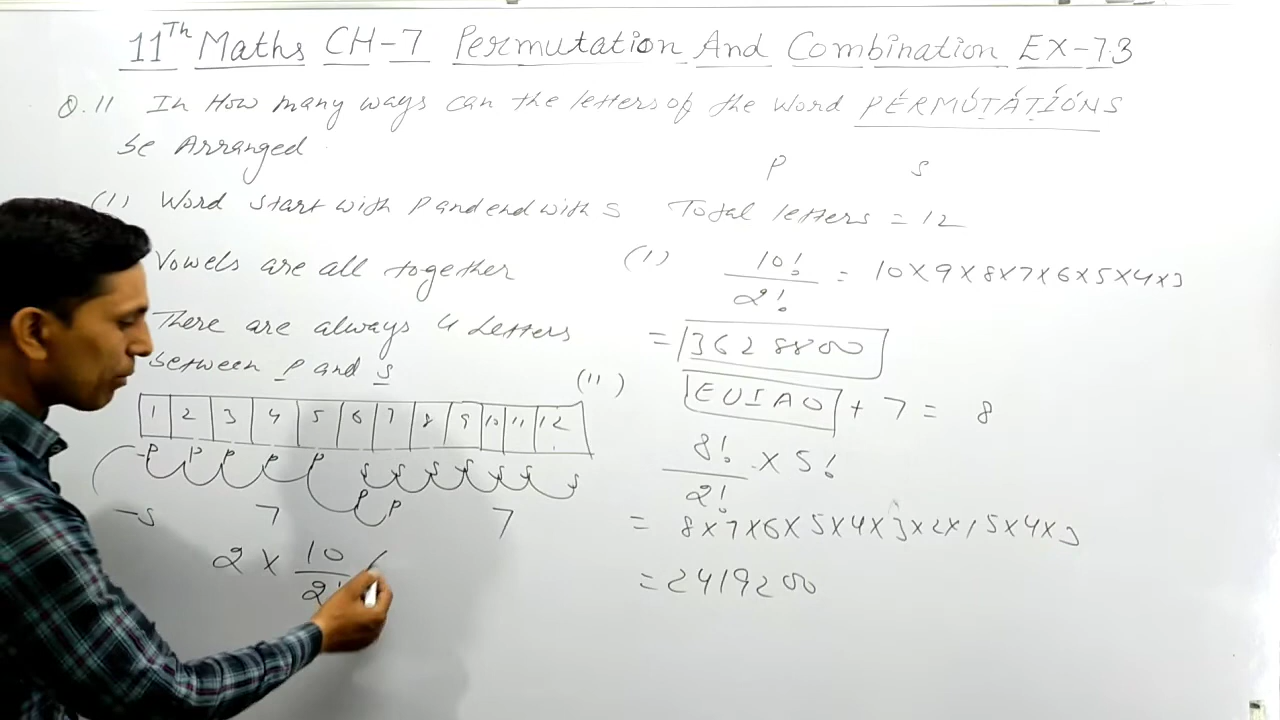 11Th Maths CH-7 Permutation And Combination EX-7.3
Q.11 In How many ways can the letters of the word PERMUTATIONS
be Arranged
P S
(1) Word start with P and end with S
Total letters = 12
Vowels are all together
There are always 4 Letters
between P and S
1 2 3 4 5 6 7 8 9 10 11 12
P P P P P S S S S S S S
P P
-S 7 7
2 × 10/2!
(1) 10!/2! = 10×9×8×7×6×5×4×3
= 3628800
(11) EUIAO + 7 = 8
8!/2! × 5!
= 8×7×6×5×4×3×2×15×4×3
= 2419200